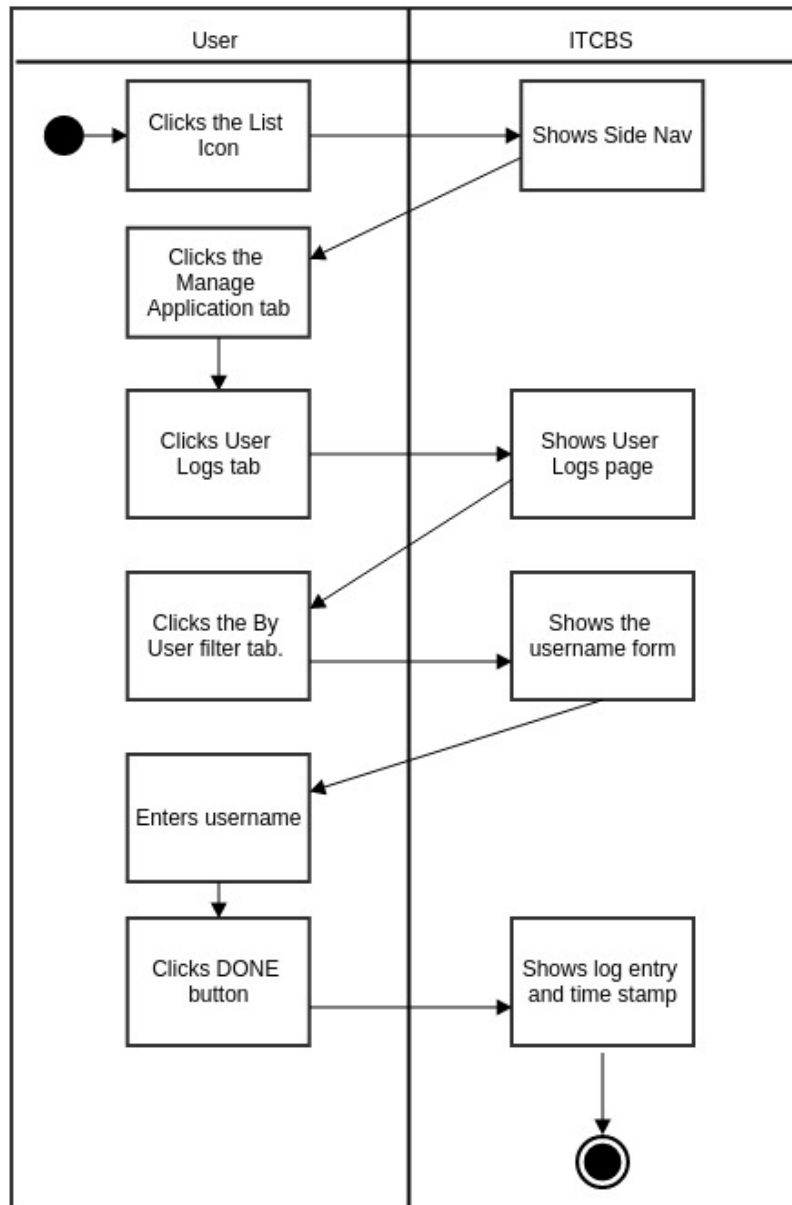 User
ITCBS
Clicks the List
Icon
Shows Side Nav
Clicks the
Manage
Application tab
Clicks User
Logs tab
Shows User
Logs page
Clicks the By
User filter tab.
Shows the
username form
Enters username
Clicks DONE
button
Shows log entry
and time stamp